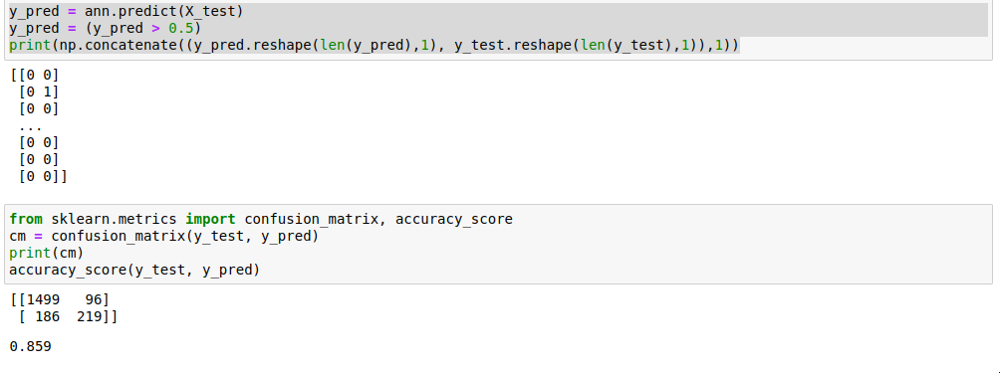 y_pred = ann.predict(X_test)
y_pred = (y_pred > 0.5)
print(np.concatenate((y_pred.reshape(len(y_pred),1), y_test.reshape(len(y_test),1)),1))
[[0 0]
 [0 1]
 [0 0]
 ...
 [0 0]
 [0 0]
 [0 0]]
from sklearn.metrics import confusion_matrix, accuracy_score
cm = confusion_matrix(y_test, y_pred)
print(cm)
accuracy_score(y_test, y_pred)
[[1499   96]
 [ 186  219]]
0.859